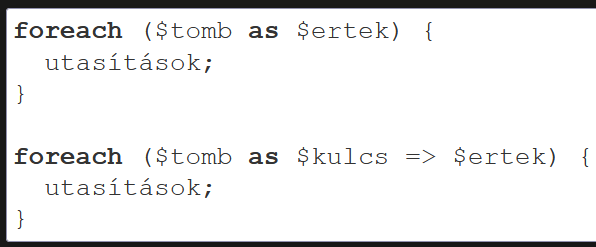 foreach ($tomb as $ertek) {
  utasítások;
}

foreach ($tomb as $kulcs => $ertek) {
  utasítások;
}